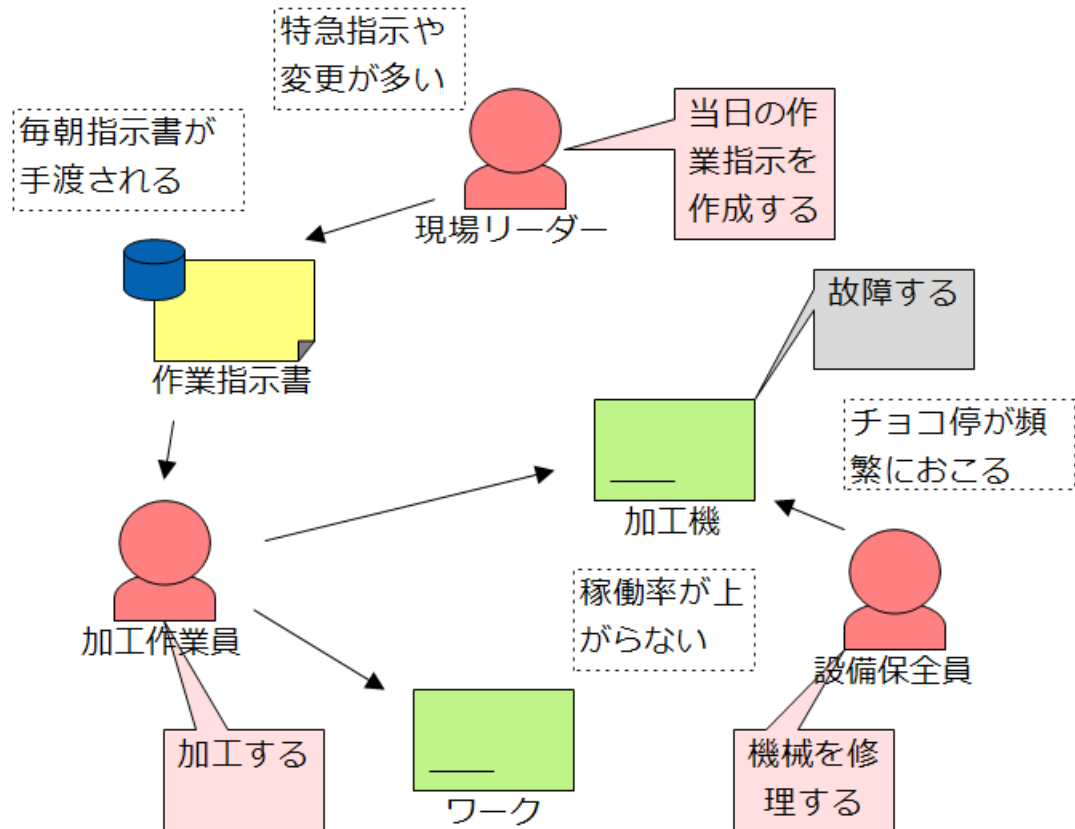 特急指示や
変更が多い
毎朝指示書が
手渡される
当日の作
業指示を
作成する
現場リーダー
作業指示書
故障する
チョコ停が頻
繁におこる
加工機
稼働率が上
がらない
加工作業員
設備保全員
加工する
ワーク
機械を修
理する